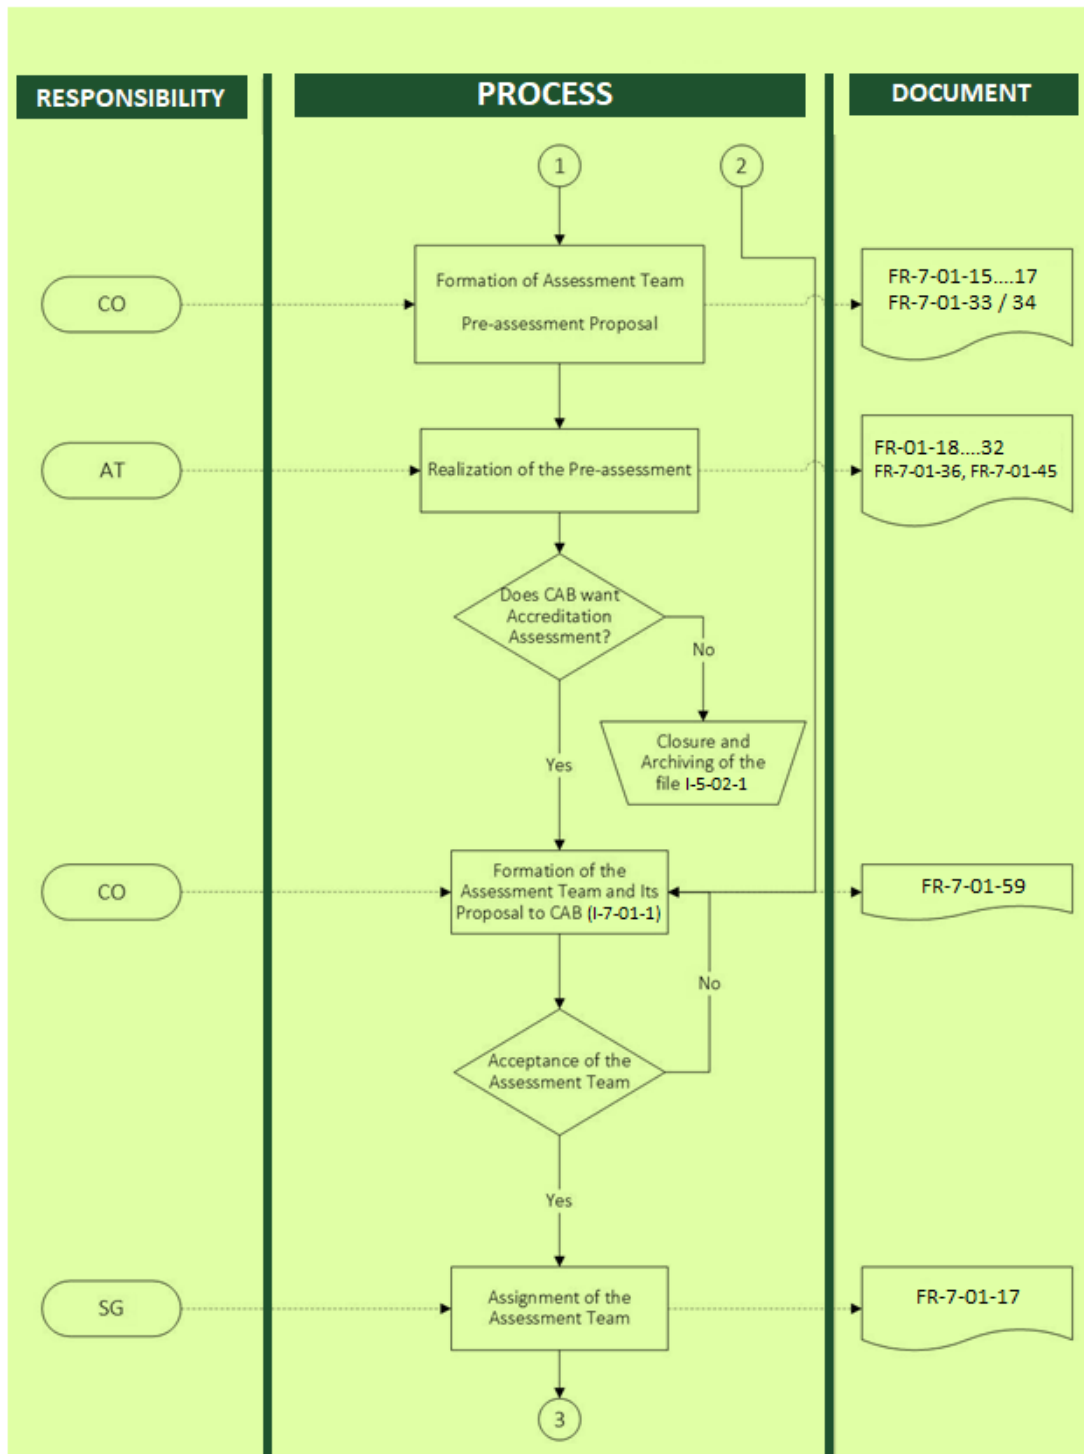 RESPONSIBILITY
PROCESS
DOCUMENT
1
2
CO
Formation of Assessment Team
Pre-assessment Proposal
FR-7-01-15....17
FR-7-01-33 / 34
AT
Realization of the Pre-assessment
FR-01-18....32
FR-7-01-36, FR-7-01-45
Does CAB want
Accreditation
Assessment?
No
Closure and
Archiving of the
file I-5-02-1
Yes
CO
Formation of the
Assessment Team and Its
Proposal to CAB (I-7-01-1)
FR-7-01-59
No
Acceptance of the
Assessment Team
Yes
SG
Assignment of the
Assessment Team
FR-7-01-17
3